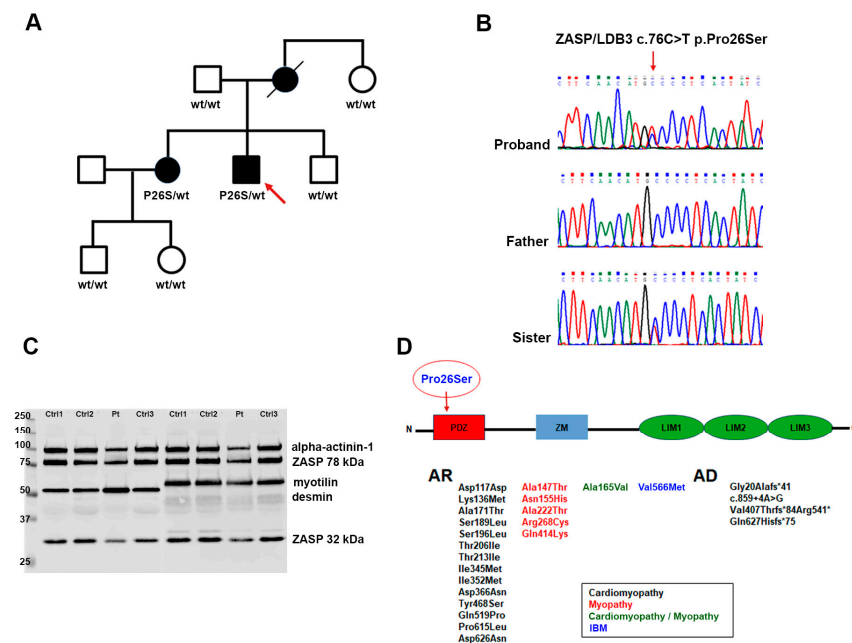 A
wt/wt
wt/wt
P26S/wt
P26S/wt
wt/wt
wt/wt
wt/wt
B
ZASP/LDB3 c.76C>T p.Pro26Ser
Proband
C T T C A A C A T G C C C C T C A C T A T C
Father
C T T C A A C A T G C C C C T C A C T A T C
Sister
C T T C A A C A T G C C C C T C A C T A T C
C
Ctrl1 Ctrl2 Pt Ctrl3 Ctrl1 Ctrl2 Pt Ctrl3
250
150
100
75
50
37
25
alpha-actinin-1
ZASP 78 kDa
myotilin
desmin
ZASP 32 kDa
D
Pro26Ser
N PDZ ZM LIM1 LIM2 LIM3
AR
Asp117Asp Ala147Thr Ala165Val Val566Met
Lys136Met Asn155His
Ala171Thr Ala222Thr
Ser189Leu Arg268Cys
Ser196Leu Gln414Lys
Thr206Ile
Thr213Ile
Ile345Met
Ile352Met
Asp366Asn
Tyr468Ser
Gln519Pro
Pro615Leu
Asp626Asn
AD
Gly20Alafs*41
c.859+4A>G
Val407Thrfs*84Arg541*
Gln627Hisfs*75
Cardiomyopathy
Myopathy
Cardiomyopathy / Myopathy
IBM